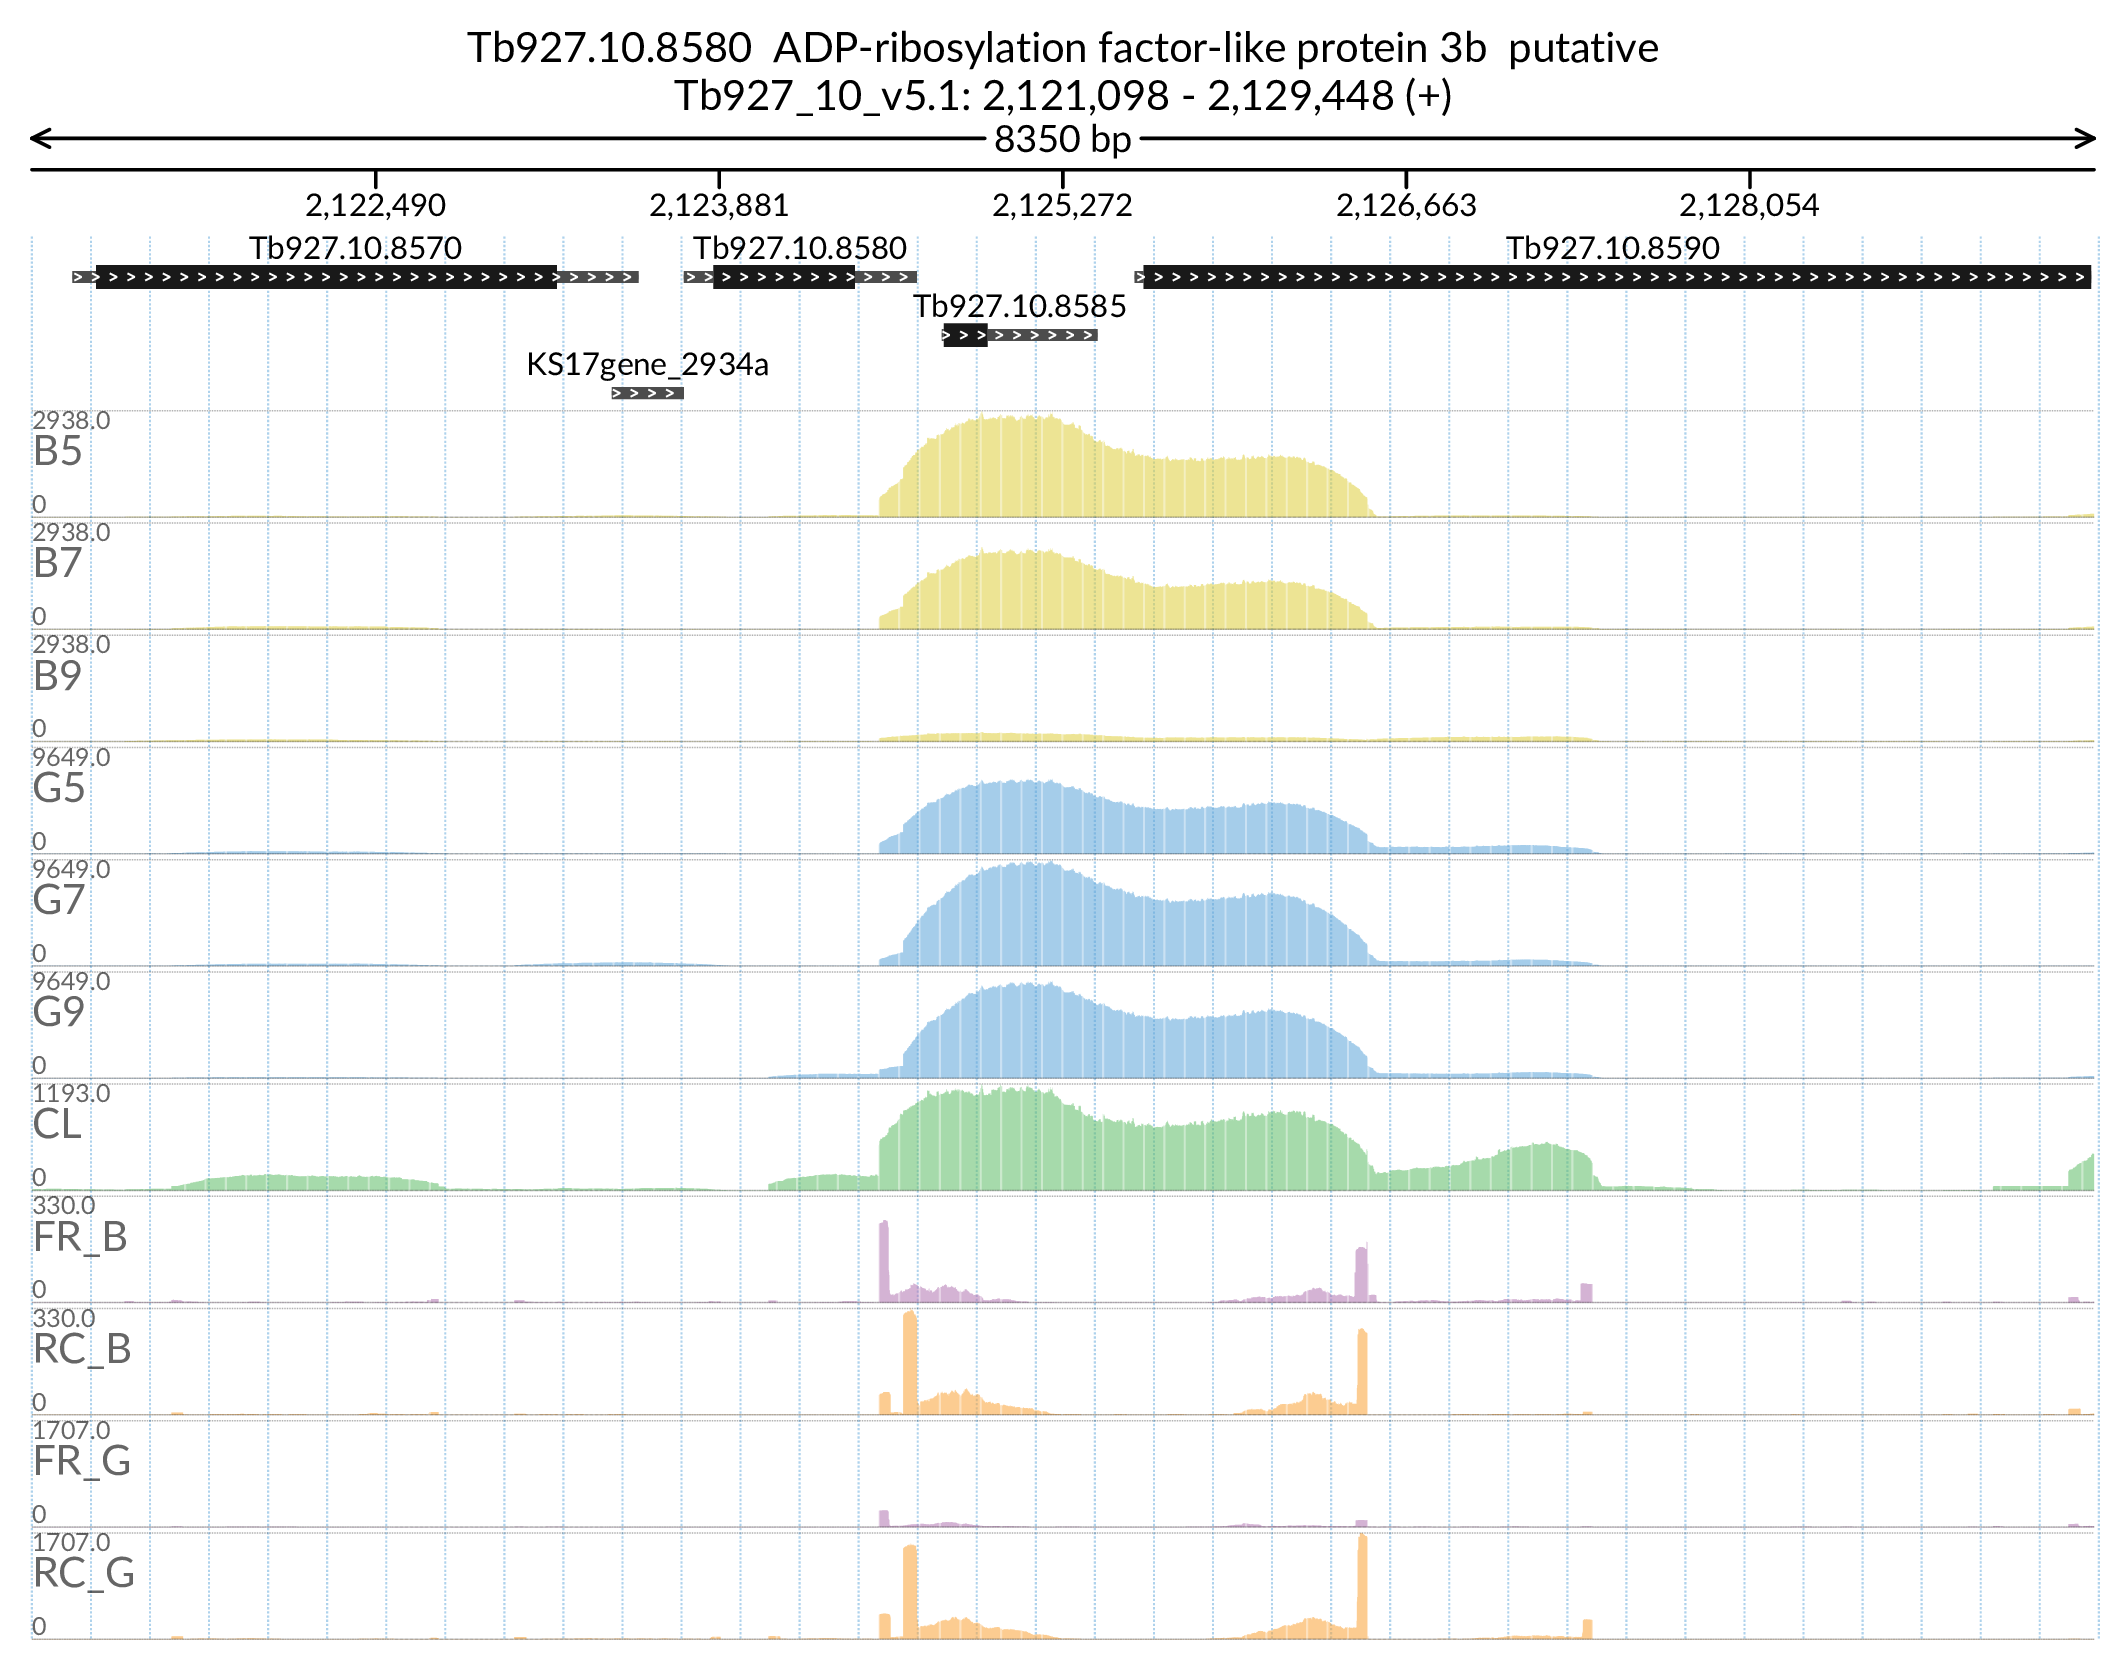 Tb927.10.8580  ADP-ribosylation factor-like protein 3b  putative
Tb927_10_v5.1: 2,121,098 - 2,129,448 (+)
8350 bp
2,122,490 2,123,881 2,125,272 2,126,663 2,128,054
Tb927.10.8570 Tb927.10.8580 Tb927.10.8590
Tb927.10.8585
KS17gene_2934a
2938.0
B5
0
2938.0
B7
0
2938.0
B9
0
9649.0
G5
0
9649.0
G7
0
9649.0
G9
0
1193.0
CL
0
330.0
FR_B
0
330.0
RC_B
0
1707.0
FR_G
0
1707.0
RC_G
0